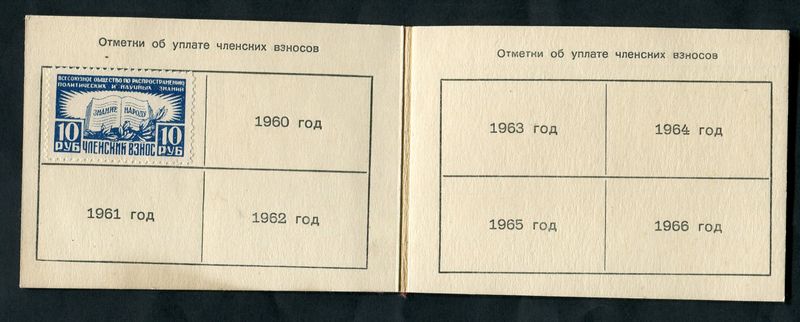 Отметки об уплате членских взносов
ВСЕСОЮЗНОЕ ОБЩЕСТВО ПО РАСПРОСТРАНЕНИЮ
ПОЛИТИЧЕСКИХ И НАУЧНЫХ ЗНАНИЙ
ЗНАНИЕ НАРОДУ
10 РУБ
ЧЛЕНСКИЙ ВЗНОС
10 РУБ
1960 год
1961 год
1962 год
Отметки об уплате членских взносов
1963 год
1964 год
1965 год
1966 год